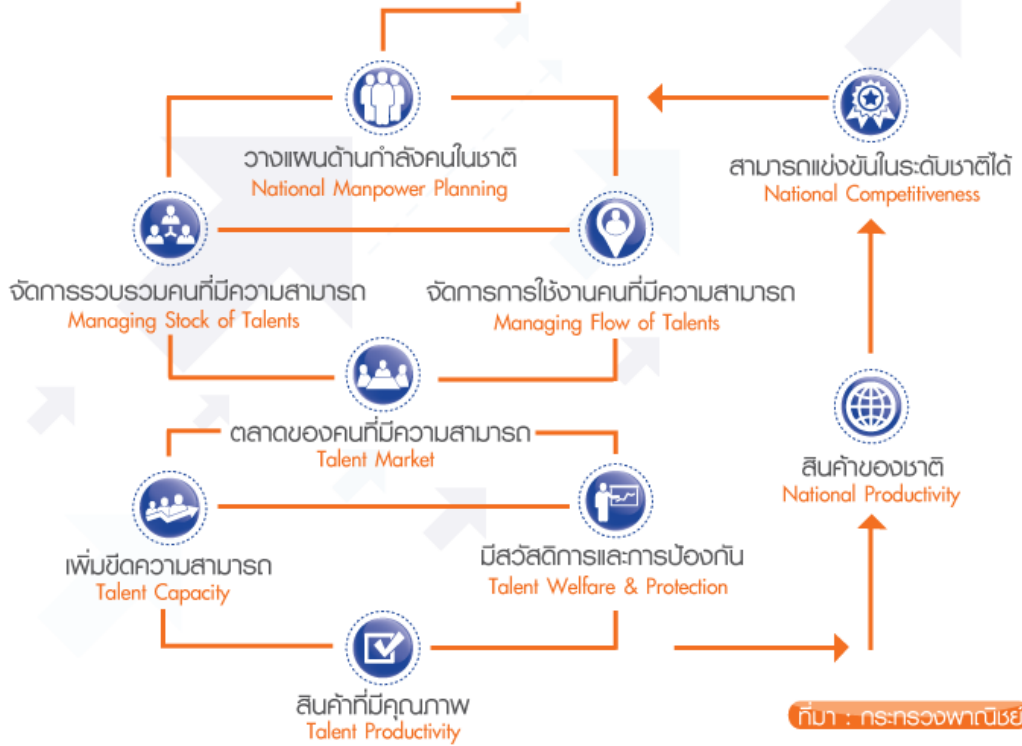 วางแผนด้านกำลังคนในชาติ
National Manpower Planning
สามารถแข่งขันในระดับชาติได้
National Competitiveness
จัดการรวบรวมคนที่มีความสามารถ
Managing Stock of Talents
จัดการการใช้งานคนที่มีความสามารถ
Managing Flow of Talents
ตลาดของคนที่มีความสามารถ
Talent Market
สินค้าของชาติ
National Productivity
เพิ่มขีดความสามารถ
Talent Capacity
มีสวัสดิการและการป้องกัน
Talent Welfare & Protection
สินค้าที่มีคุณภาพ
Talent Productivity
ที่มา : กระทรวงพาณิชย์